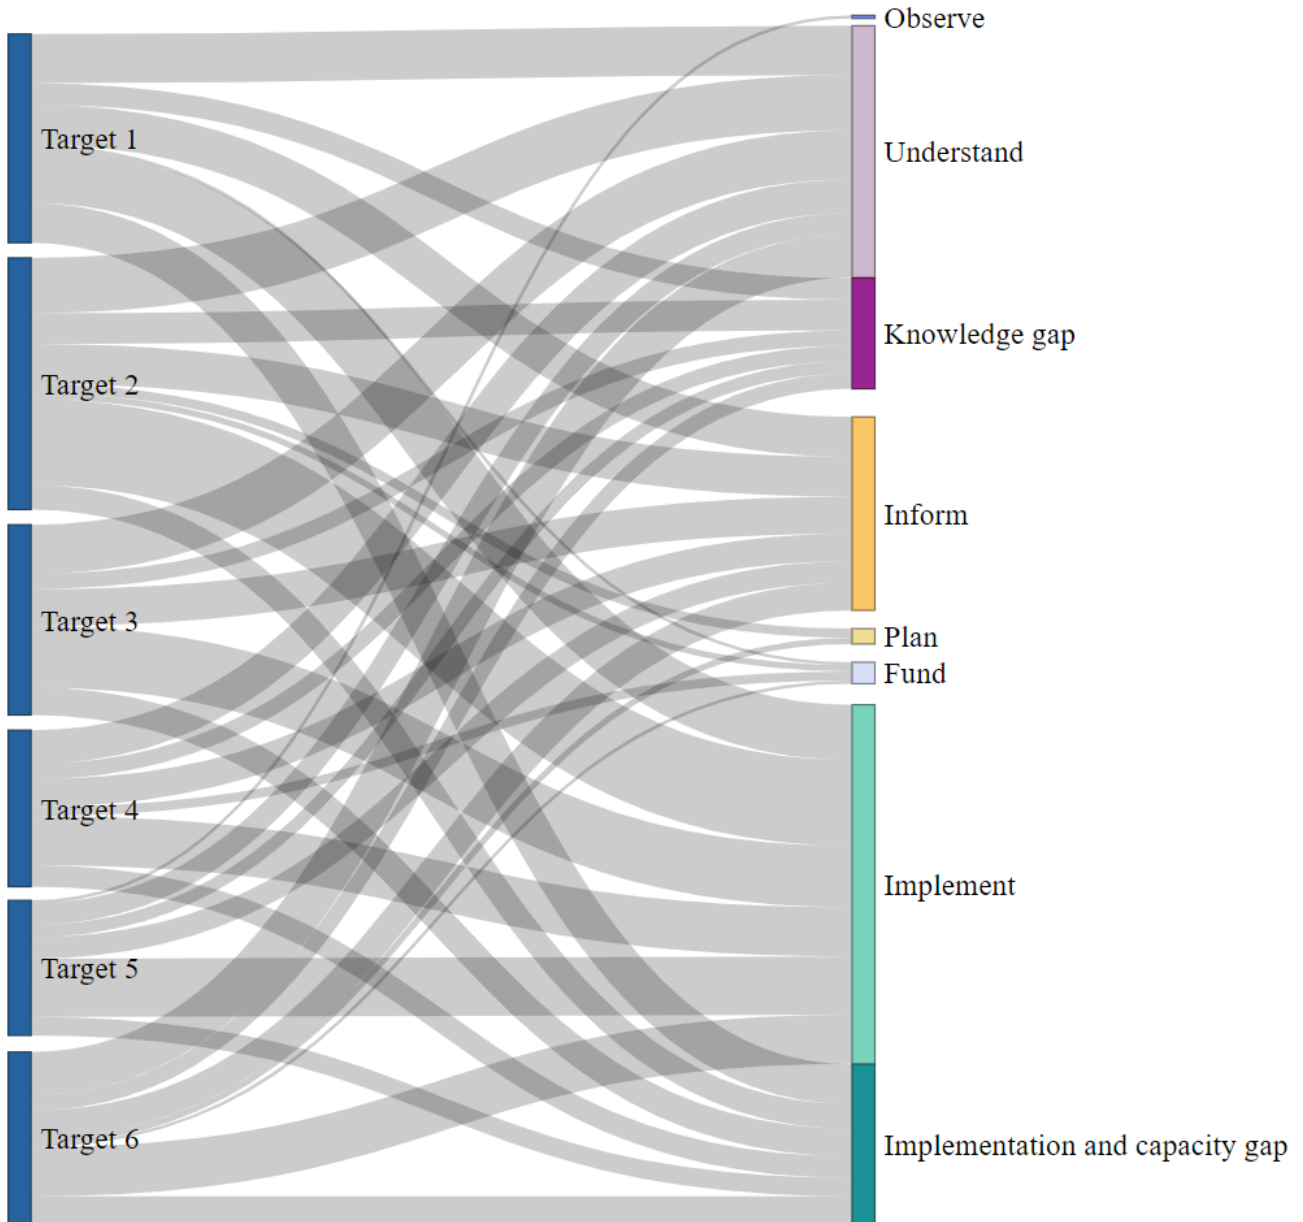 Target 1
Target 2
Target 3
Target 4
Target 5
Target 6
Observe
Understand
Knowledge gap
Inform
Plan
Fund
Implement
Implementation and capacity gap